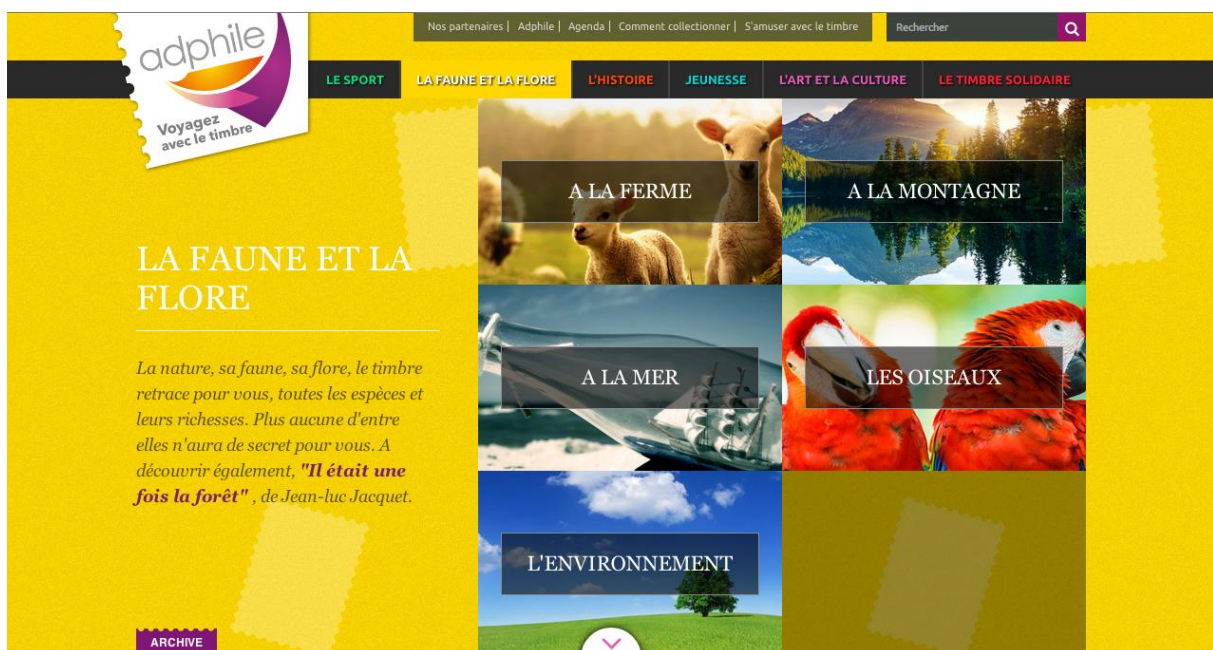 Nos partenaires | Adphile | Agenda | Comment collectionner | S'amuser avec le timbre
Rechercher
adphile
Voyagez
avec le timbre
LE SPORT
LA FAUNE ET LA FLORE
L'HISTOIRE
JEUNESSE
L'ART ET LA CULTURE
LE TIMBRE SOLIDAIRE
LA FAUNE ET LA
FLORE
La nature, sa faune, sa flore, le timbre
retrace pour vous, toutes les espèces et
leurs richesses. Plus aucune d'entre
elles n'aura de secret pour vous. A
découvrir également, "Il était une
fois la forêt" , de Jean-luc Jacquet.
ARCHIVE
A LA FERME
A LA MONTAGNE
A LA MER
LES OISEAUX
L'ENVIRONNEMENT